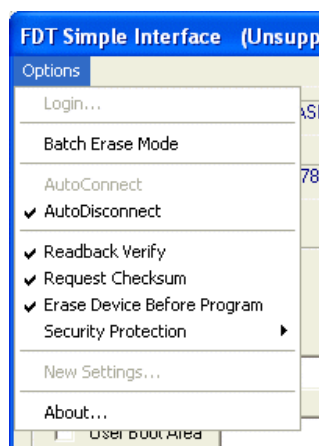 FDT Simple Interface (Unsupp
Options
Login...
Batch Erase Mode
AutoConnect
AutoDisconnect
78
Readback Verify
Request Checksum
Erase Device Before Program
Security Protection
New Settings...
About...
User Boot Area